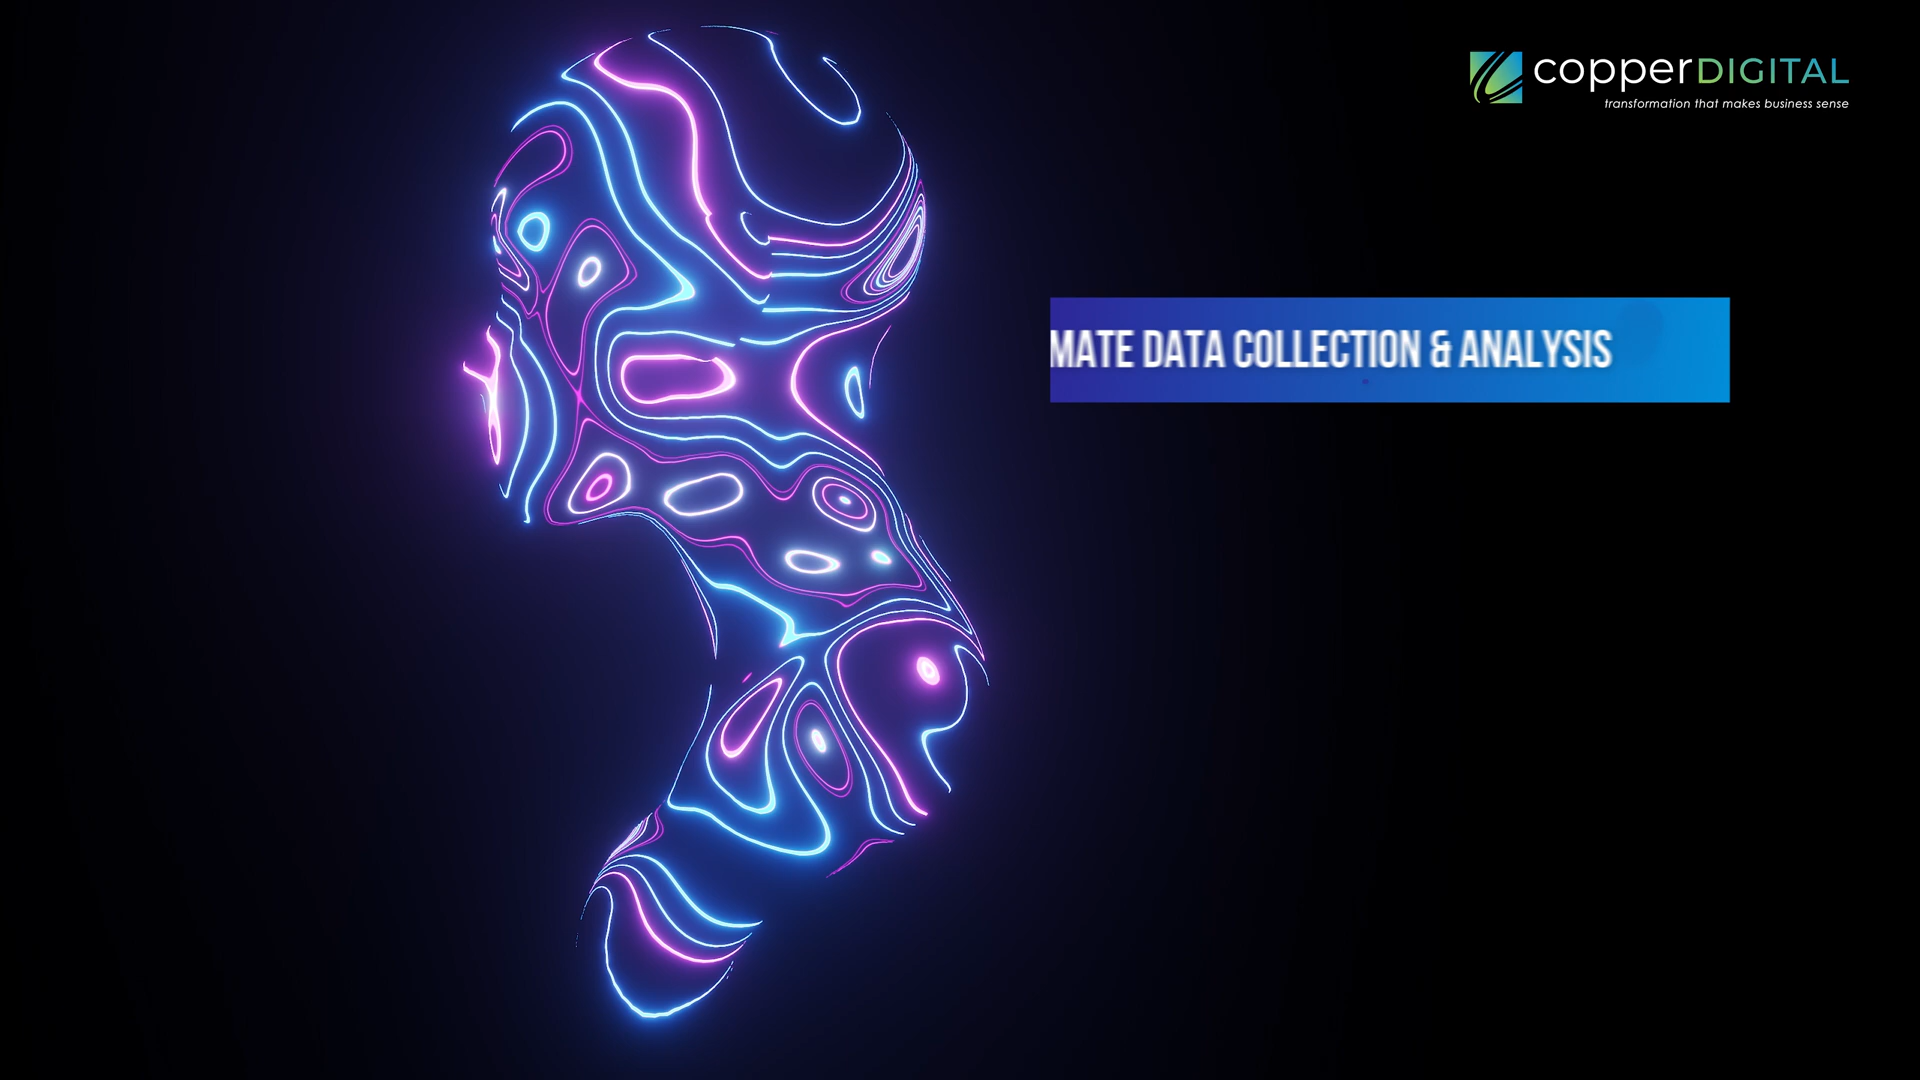 copperDIGITAL
transformation that makes business sense
MATE DATA COLLECTION & ANALYSIS